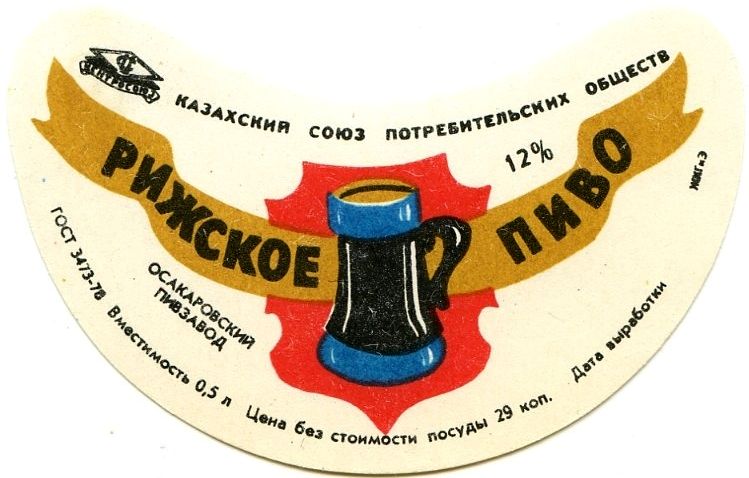 ЦЕНТРОСОЮЗ
КАЗАХСКИЙ СОЮЗ ПОТРЕБИТЕЛЬСКИХ ОБЩЕСТВ
12%
РИЖСКОЕ ПИВО
ОСАКАРОВСКИЙ
ПИВЗАВОД
ГОСТ 3473-78 Вместимость 0,5 л Цена без стоимости посуды 29 коп. Дата выработки